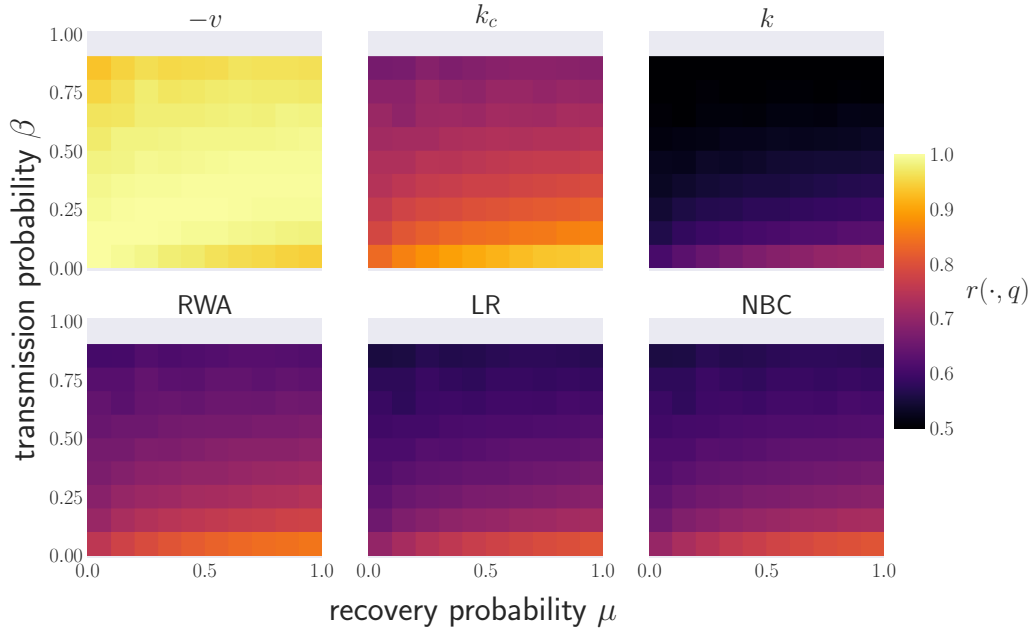 −v k_c k
1.00
0.75
0.50
0.25
0.00
transmission probability β
RWA LR NBC
1.00
0.75
0.50
0.25
0.00
0.0 0.5 1.0 0.0 0.5 1.0 0.0 0.5 1.0
recovery probability μ
1.0
0.9
0.8
0.7
0.6
0.5
r(·, q)